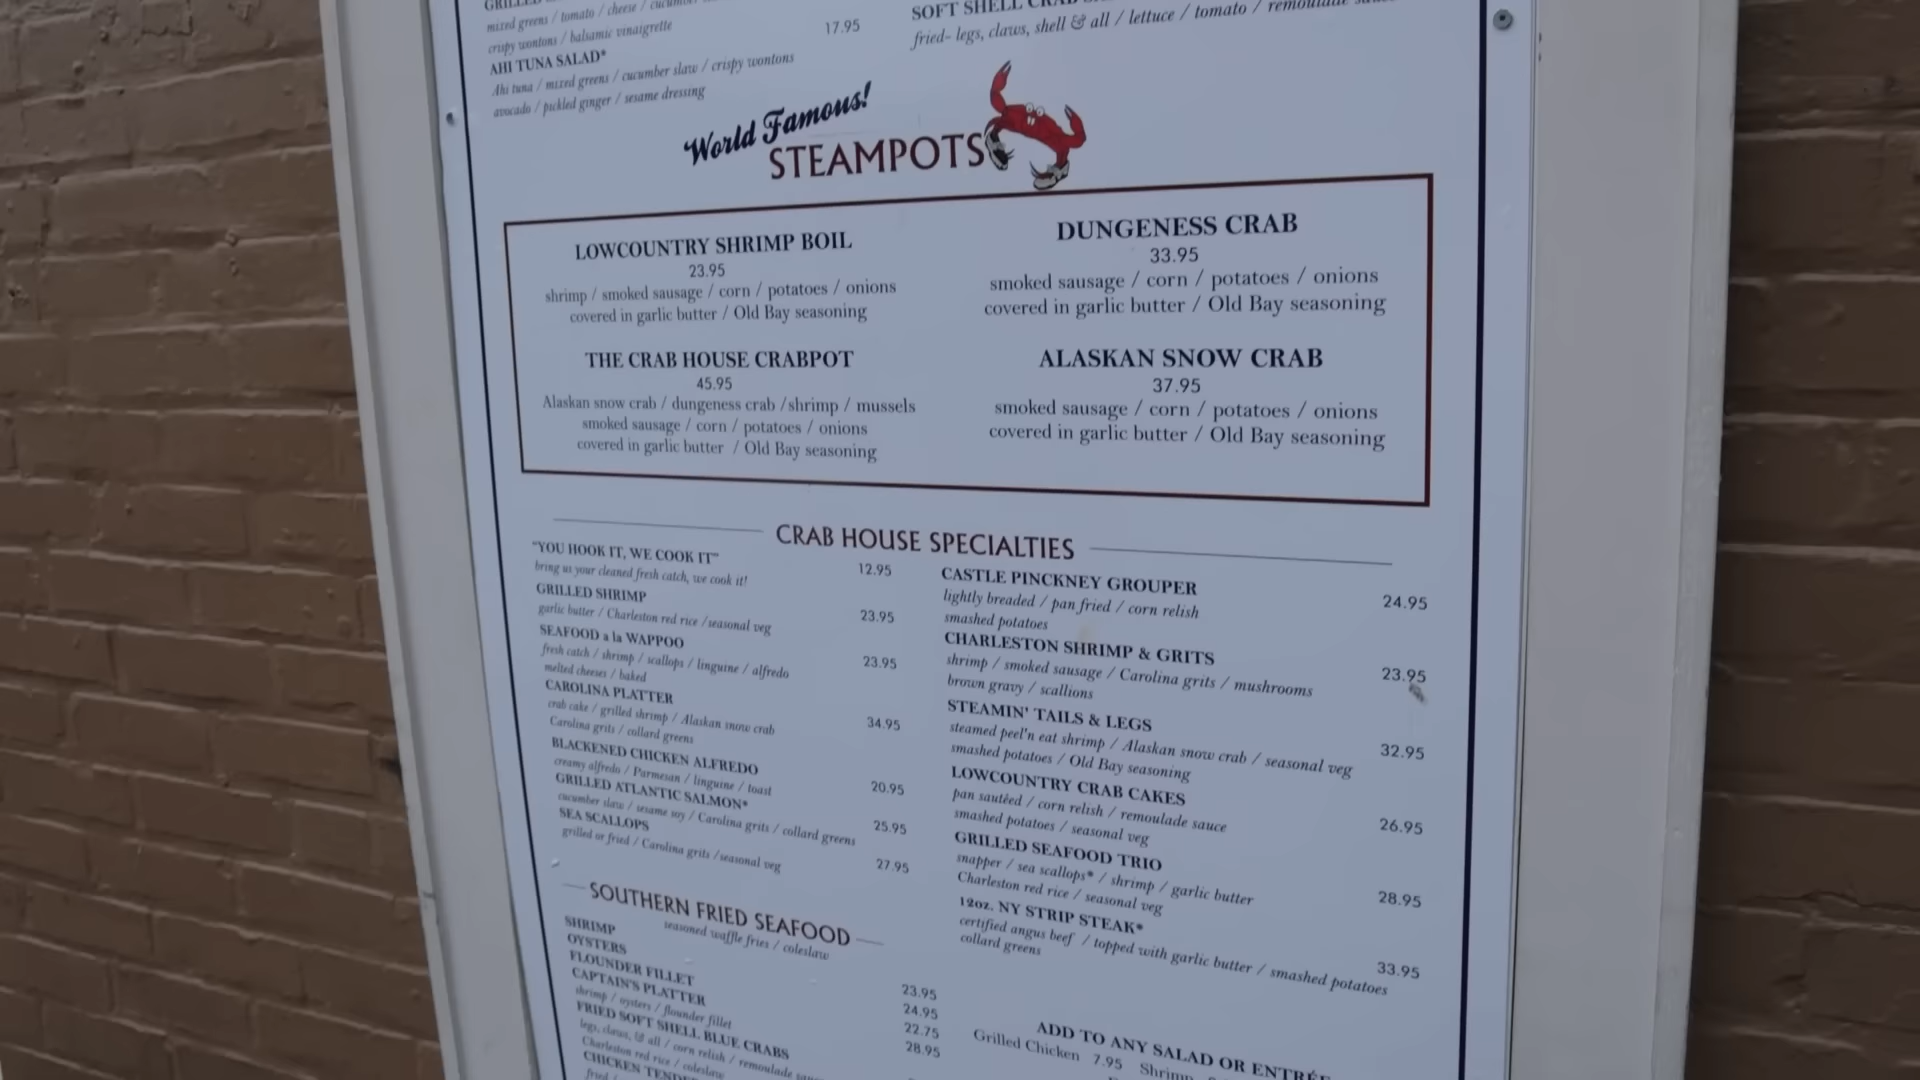 mixed greens / tomato / cheese /
crispy wontons / balsamic vinaigrette
17.95
AHI TUNA SALAD*
Ahi tuna / mixed greens / cucumber slaw / crispy wontons
avocado / pickled ginger / sesame dressing
SOFT SHELL
fried- legs, claws, shell & all / lettuce / tomato / remoulade
World Famous!
STEAMPOTS
LOWCOUNTRY SHRIMP BOIL
23.95
shrimp / smoked sausage / corn / potatoes / onions
covered in garlic butter / Old Bay seasoning
THE CRAB HOUSE CRABPOT
45.95
Alaskan snow crab / dungeness crab /shrimp / mussels
smoked sausage / corn / potatoes / onions
covered in garlic butter / Old Bay seasoning
DUNGENESS CRAB
33.95
smoked sausage / corn / potatoes / onions
covered in garlic butter / Old Bay seasoning
ALASKAN SNOW CRAB
37.95
smoked sausage / corn / potatoes / onions
covered in garlic butter / Old Bay seasoning
CRAB HOUSE SPECIALTIES
"YOU HOOK IT, WE COOK IT"
bring us your cleaned fresh catch, we cook it!
12.95
GRILLED SHRIMP
garlic butter / Charleston red rice /seasonal veg
23.95
SEAFOOD a la WAPPOO
fresh catch / shrimp / scallops / linguine / alfredo
melted cheeses / baked
23.95
CAROLINA PLATTER
crab cake / grilled shrimp / Alaskan snow crab
Carolina grits / collard greens
34.95
BLACKENED CHICKEN ALFREDO
creamy alfredo / Parmesan / linguine / toast
20.95
GRILLED ATLANTIC SALMON*
cucumber slaw / sesame soy / Carolina grits / collard greens
25.95
SEA SCALLOPS
grilled or fried / Carolina grits /seasonal veg
27.95
CASTLE PINCKNEY GROUPER
lightly breaded / pan fried / corn relish
smashed potatoes
24.95
CHARLESTON SHRIMP & GRITS
shrimp / smoked sausage / Carolina grits / mushrooms
brown gravy / scallions
23.95
STEAMIN' TAILS & LEGS
steamed peel'n eat shrimp / Alaskan snow crab / seasonal veg
smashed potatoes / Old Bay seasoning
32.95
LOWCOUNTRY CRAB CAKES
pan sautéed / corn relish / remoulade sauce
smashed potatoes / seasonal veg
26.95
GRILLED SEAFOOD TRIO
snapper / sea scallops* / shrimp / garlic butter
Charleston red rice / seasonal veg
28.95
12oz. NY STRIP STEAK*
certified angus beef / topped with garlic butter / smashed potatoes
collard greens
33.95
SOUTHERN FRIED SEAFOOD
seasoned waffle fries / coleslaw
SHRIMP
23.95
OYSTERS
24.95
FLOUNDER FILLET
22.75
CAPTAIN'S PLATTER
shrimp / oysters / flounder fillet
28.95
FRIED SOFT SHELL BLUE CRABS
legs, claws, & all / corn relish / remoulade
Charleston red rice / coleslaw
CHICKEN
fried
ADD TO ANY SALAD OR ENTRÉE
Grilled Chicken 7.95 Shrimp